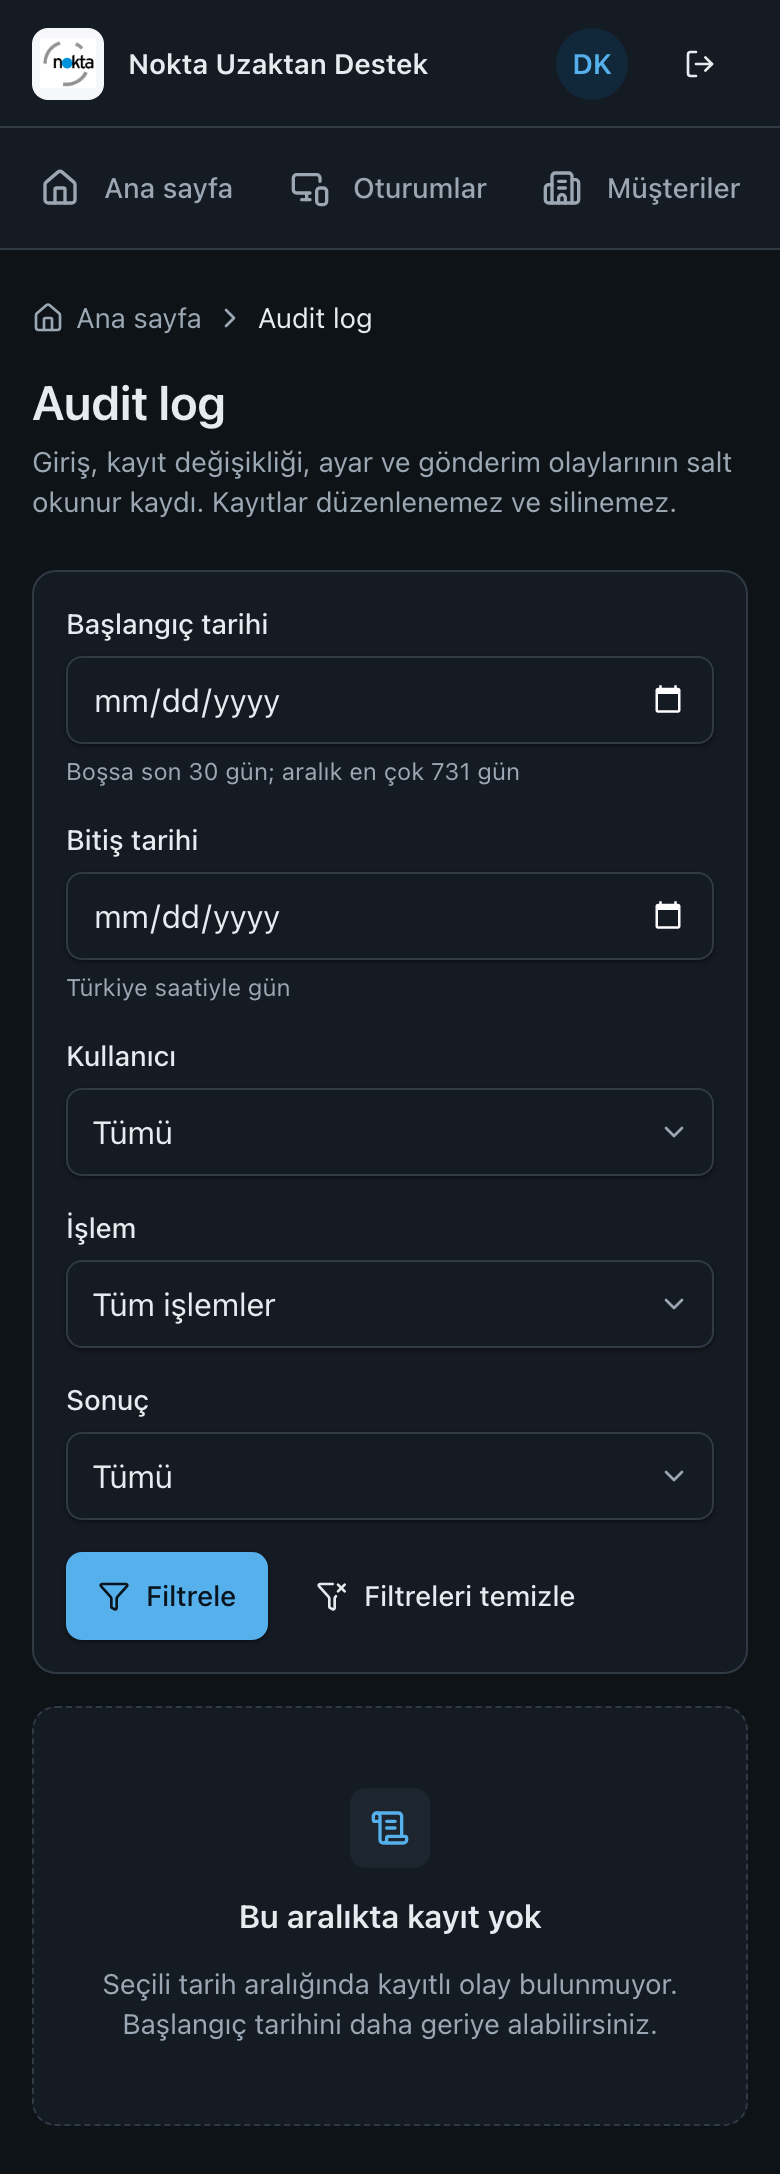 nokta
Nokta Uzaktan Destek
DK
Ana sayfa
Oturumlar
Müşteriler
Ana sayfa > Audit log
Audit log
Giriş, kayıt değişikliği, ayar ve gönderim olaylarının salt
okunur kaydı. Kayıtlar düzenlenemez ve silinemez.
Başlangıç tarihi
mm/dd/yyyy
Boşsa son 30 gün; aralık en çok 731 gün
Bitiş tarihi
mm/dd/yyyy
Türkiye saatiyle gün
Kullanıcı
Tümü
İşlem
Tüm işlemler
Sonuç
Tümü
Filtrele
Filtreleri temizle
Bu aralıkta kayıt yok
Seçili tarih aralığında kayıtlı olay bulunmuyor.
Başlangıç tarihini daha geriye alabilirsiniz.